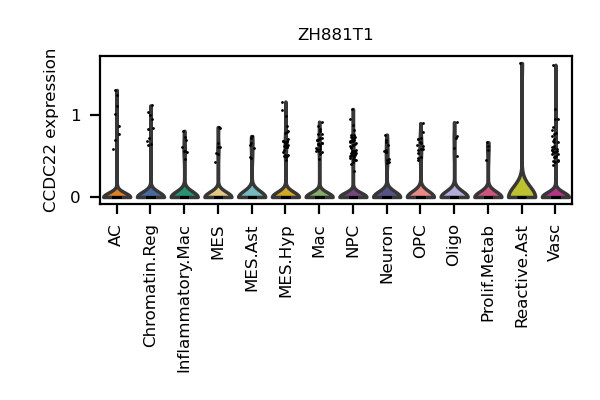 ZH881T1
CCDC22 expression
1
0
AC
Chromatin.Reg
Inflammatory.Mac
MES
MES.Ast
MES.Hyp
Mac
NPC
Neuron
OPC
Oligo
Prolif.Metab
Reactive.Ast
Vasc